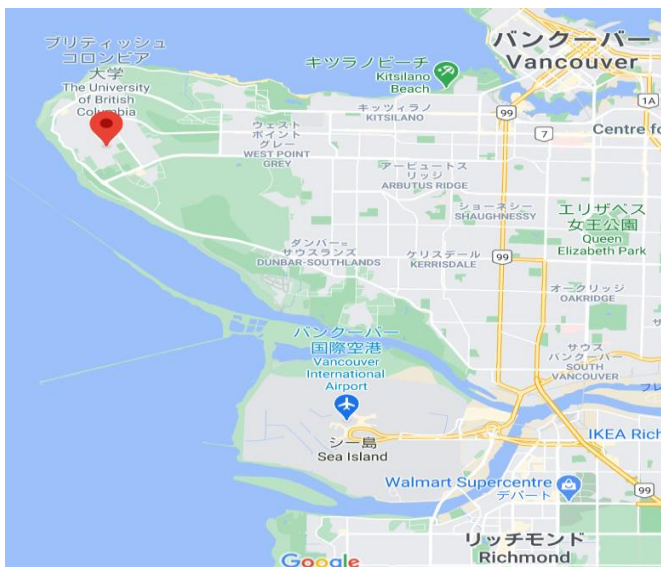 ブリティッシュ
コロンビア
大学
The University
of British
Columbia
キツラノビーチ
Kitsilano
Beach
バンクーバー
Vancouver
99
1A
7
Centre fo
キッツィラノ
KITSILANO
ウェスト
ポイント
グレー
WEST POINT
GREY
アービュートス
リッジ
ARBUTUS RIDGE
ショーネシー
SHAUGHNESSY
エリザベス
女王公園
Queen
Elizabeth Park
ダンバー=
サウスランズ
DUNBAR-SOUTHLANDS
ケリスデール
KERRISDALE
99
オークリッジ
OAKRIDGE
バンクーバー
国際空港
Vancouver
International
Airport
サウス
バンクーバー
SOUTH
VANCOUVER
フレ
シー島
Sea Island
IKEA Rich
Walmart Supercentre
デパート
99
リッチモンド
Richmond
Google